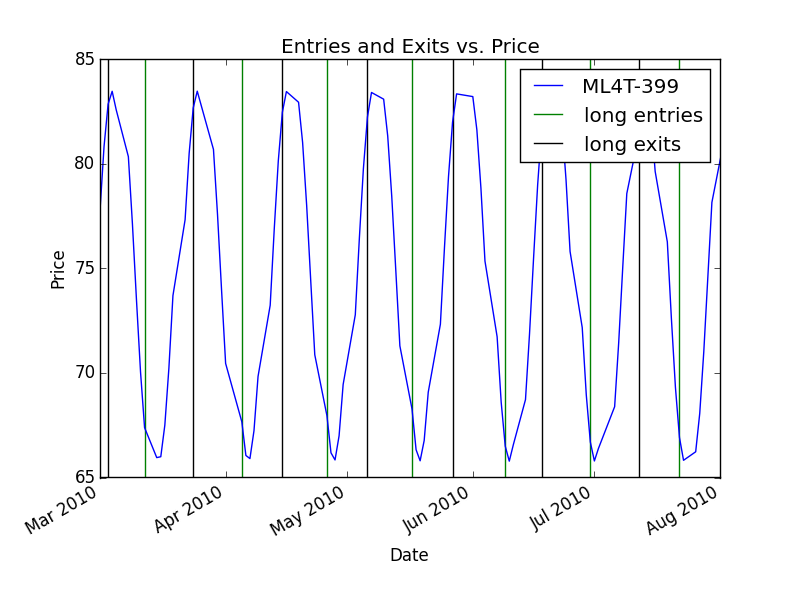 Entries and Exits vs. Price
85
80
75
70
65
Price
ML4T-399
long entries
long exits
Mar 2010
Apr 2010
May 2010
Jun 2010
Jul 2010
Aug 2010
Date